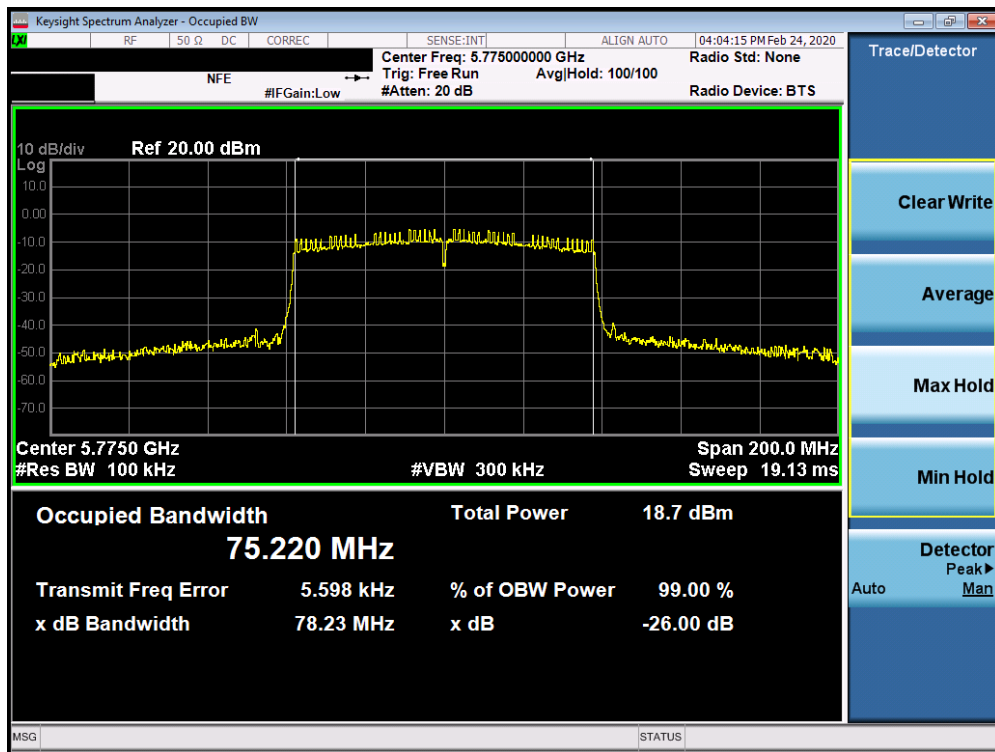 Keysight Spectrum Analyzer - Occupied BW
LXI RF 50 Ω DC CORREC SENSE:INT ALIGN AUTO 04:04:15 PM Feb 24, 2020
Center Freq: 5.775000000 GHz Radio Std: None
NFE Trig: Free Run Avg|Hold: 100/100
#IFGain:Low #Atten: 20 dB Radio Device: BTS
10 dB/div Ref 20.00 dBm
Log
10.0
0.00
-10.0
-20.0
-30.0
-40.0
-50.0
-60.0
-70.0
Center 5.7750 GHz Span 200.0 MHz
#Res BW 100 kHz #VBW 300 kHz Sweep 19.13 ms
Occupied Bandwidth Total Power 18.7 dBm
75.220 MHz
Transmit Freq Error 5.598 kHz % of OBW Power 99.00 %
x dB Bandwidth 78.23 MHz x dB -26.00 dB
MSG STATUS
Trace/Detector
Clear Write
Average
Max Hold
Min Hold
Detector
Peak▶
Auto Man